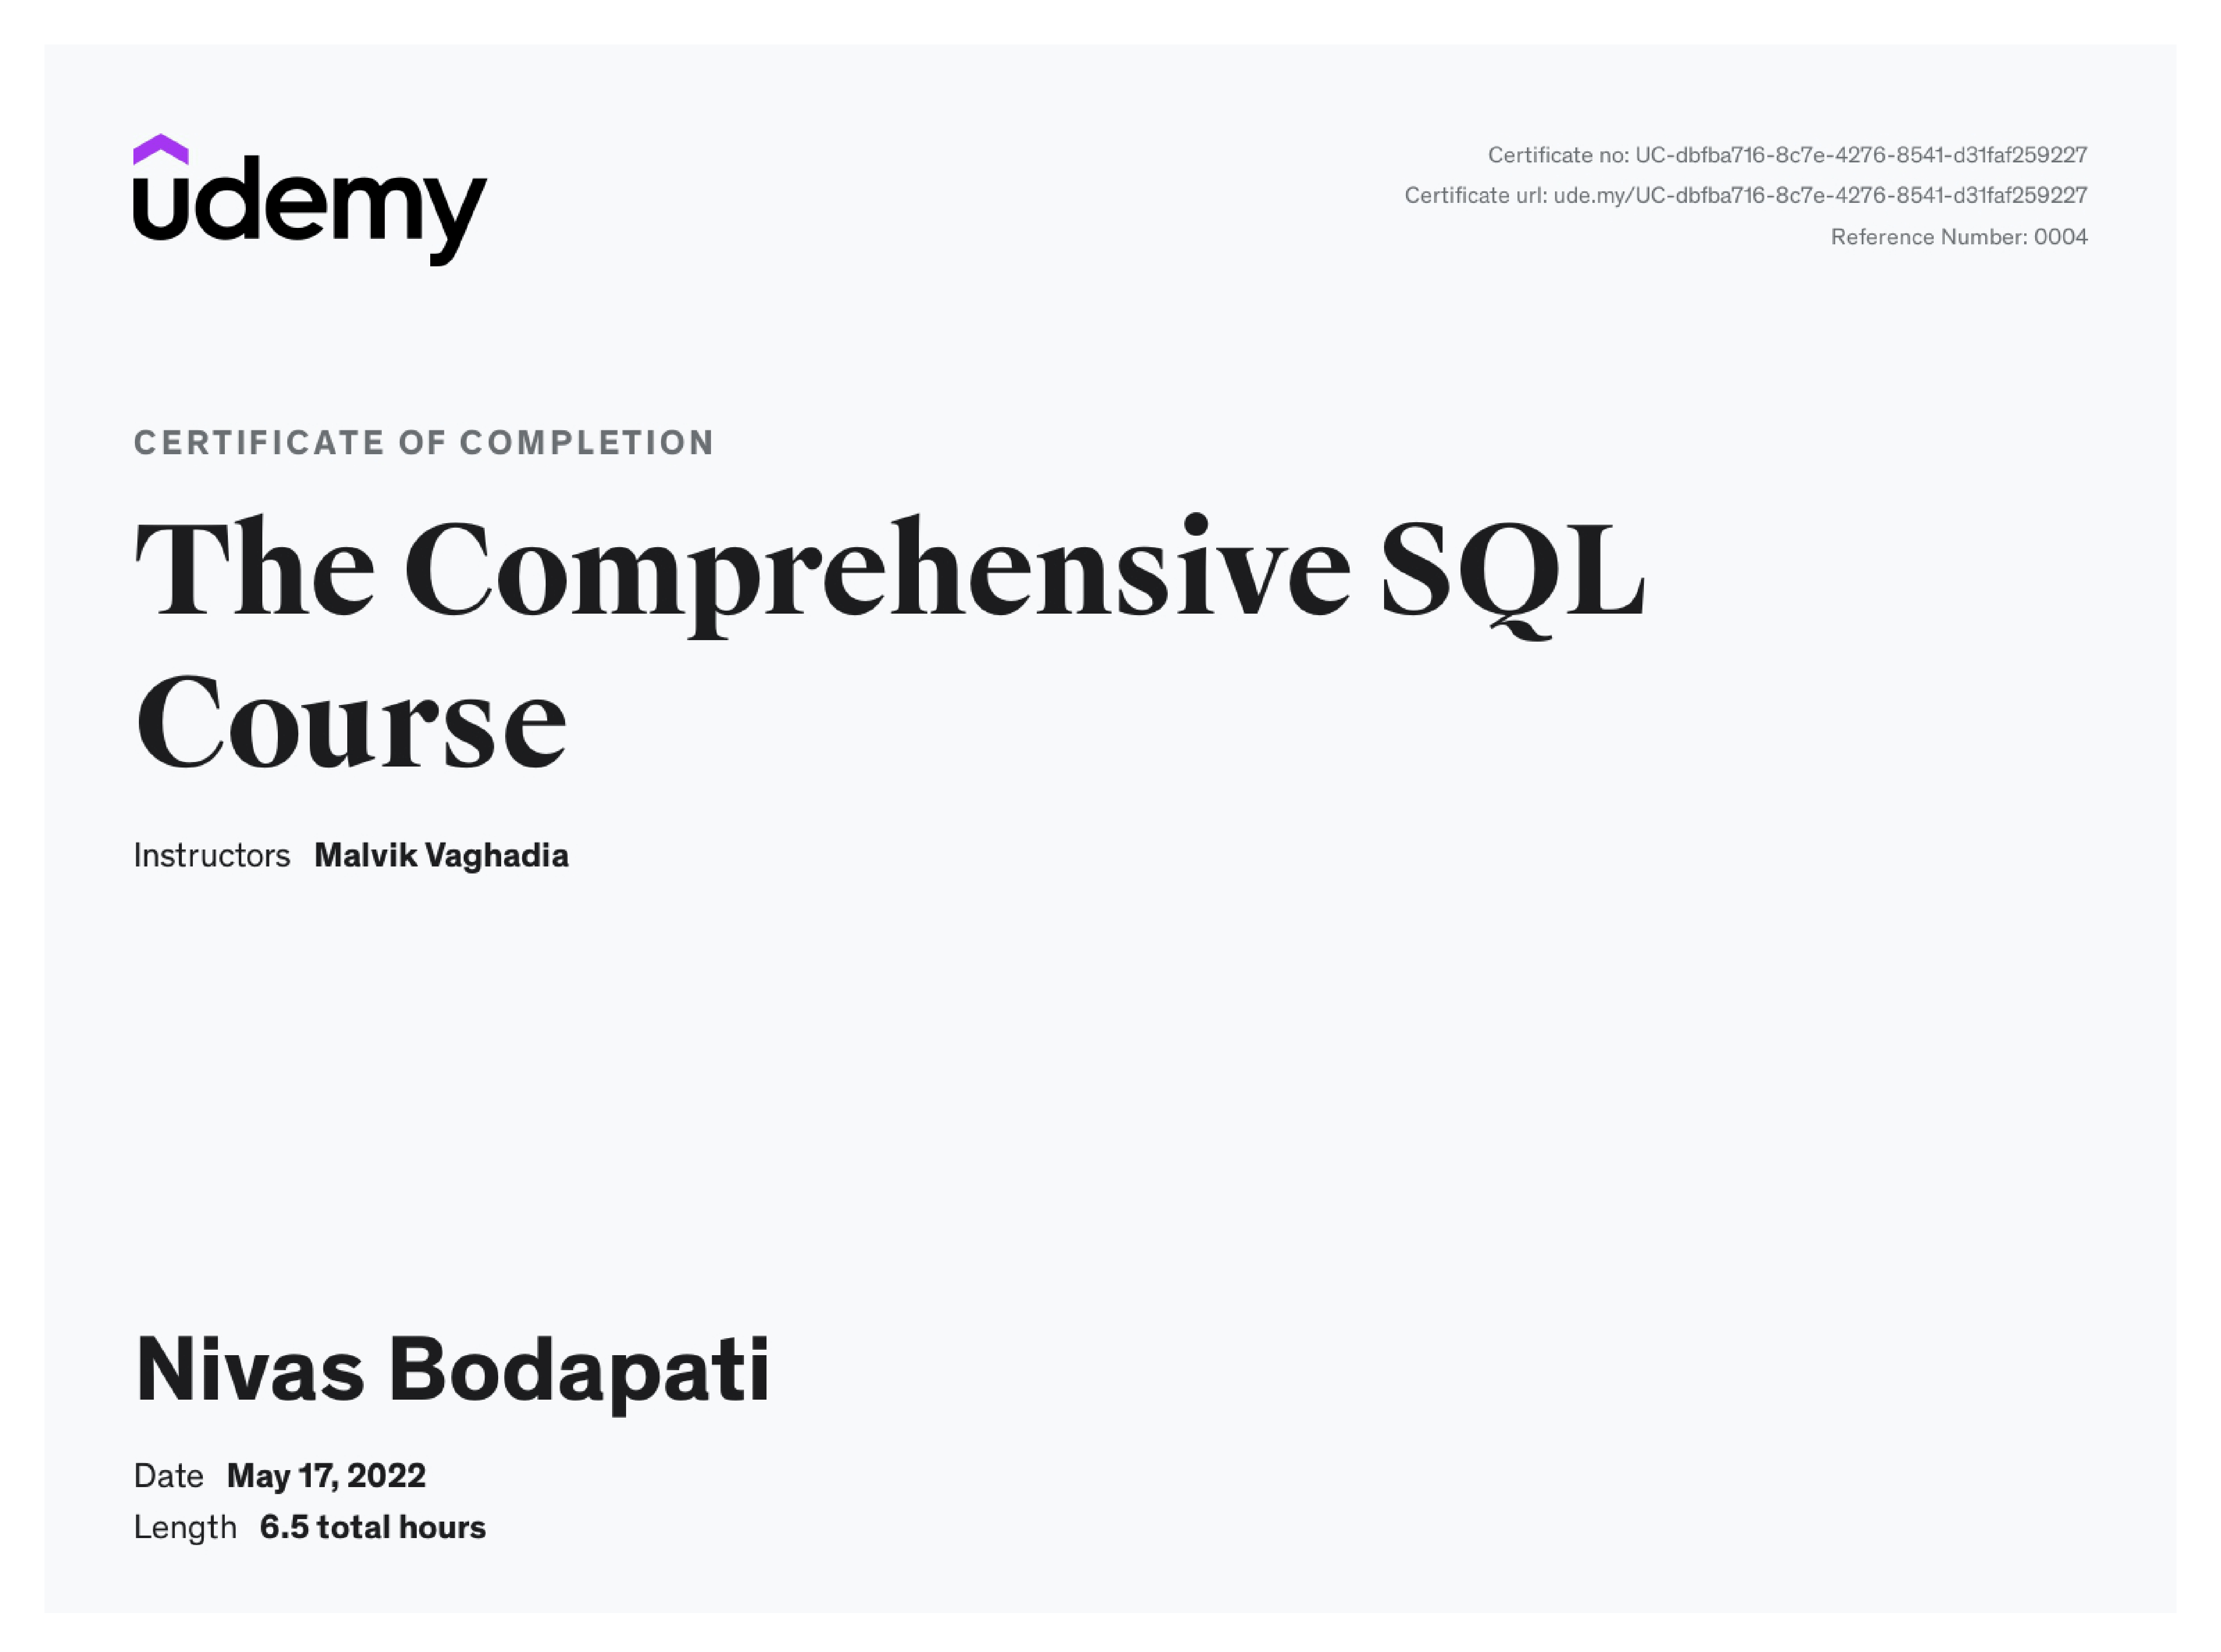 udemy
Certificate no: UC-dbfba716-8c7e-4276-8541-d31faf259227
Certificate url: ude.my/UC-dbfba716-8c7e-4276-8541-d31faf259227
Reference Number: 0004
CERTIFICATE OF COMPLETION
The Comprehensive SQL
Course
Instructors Malvik Vaghadia
Nivas Bodapati
Date May 17, 2022
Length 6.5 total hours